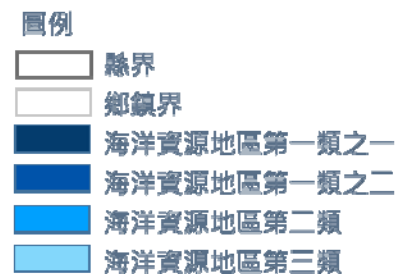 圖例
縣界
鄉鎮界
海洋資源地區第一類之一
海洋資源地區第一類之二
海洋資源地區第二類
海洋資源地區第三類